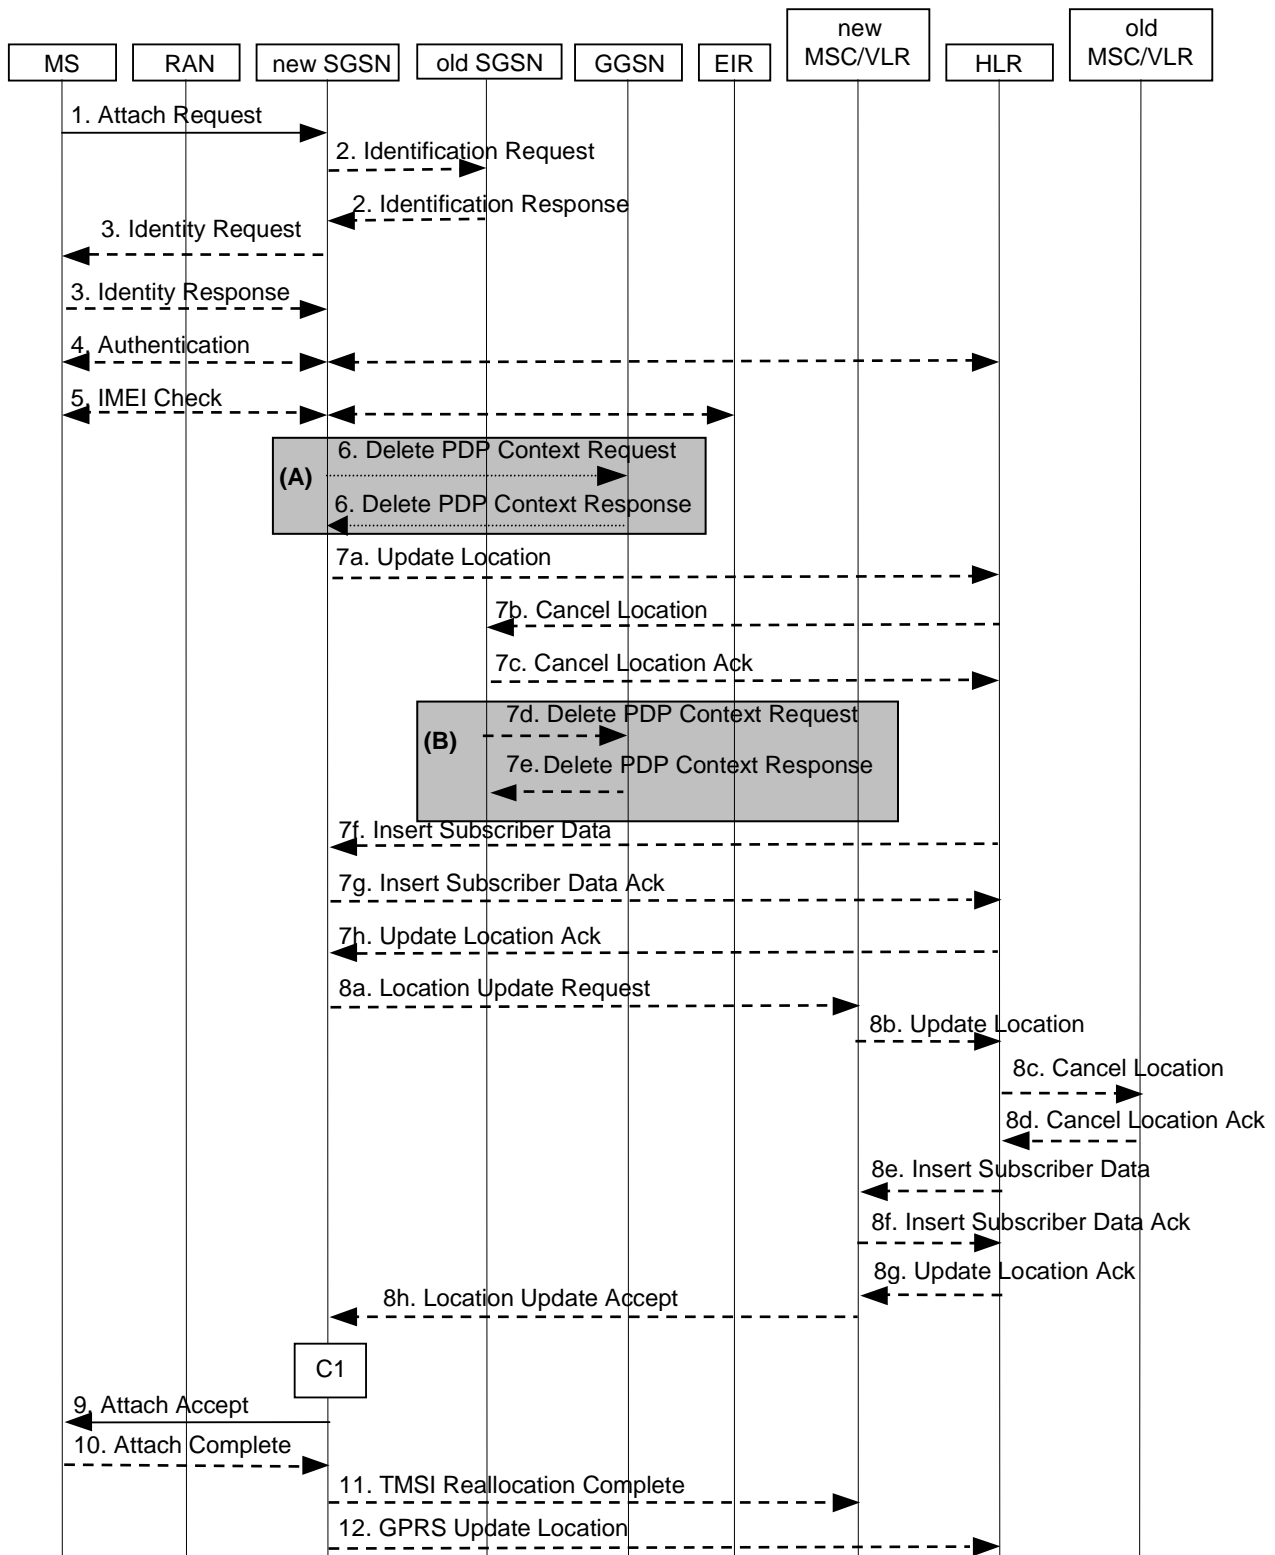 new
MSC/VLR
old
MSC/VLR
MS
RAN
new SGSN
old SGSN
GGSN
EIR
HLR
1. Attach Request
2. Identification Request
2. Identification Response
3. Identity Request
3. Identity Response
4. Authentication
5. IMEI Check
(A)
6. Delete PDP Context Request
6. Delete PDP Context Response
7a. Update Location
7b. Cancel Location
7c. Cancel Location Ack
(B)
7d. Delete PDP Context Request
7e. Delete PDP Context Response
7f. Insert Subscriber Data
7g. Insert Subscriber Data Ack
7h. Update Location Ack
8a. Location Update Request
8b. Update Location
8c. Cancel Location
8d. Cancel Location Ack
8e. Insert Subscriber Data
8f. Insert Subscriber Data Ack
8g. Update Location Ack
8h. Location Update Accept
C1
9. Attach Accept
10. Attach Complete
11. TMSI Reallocation Complete
12. GPRS Update Location